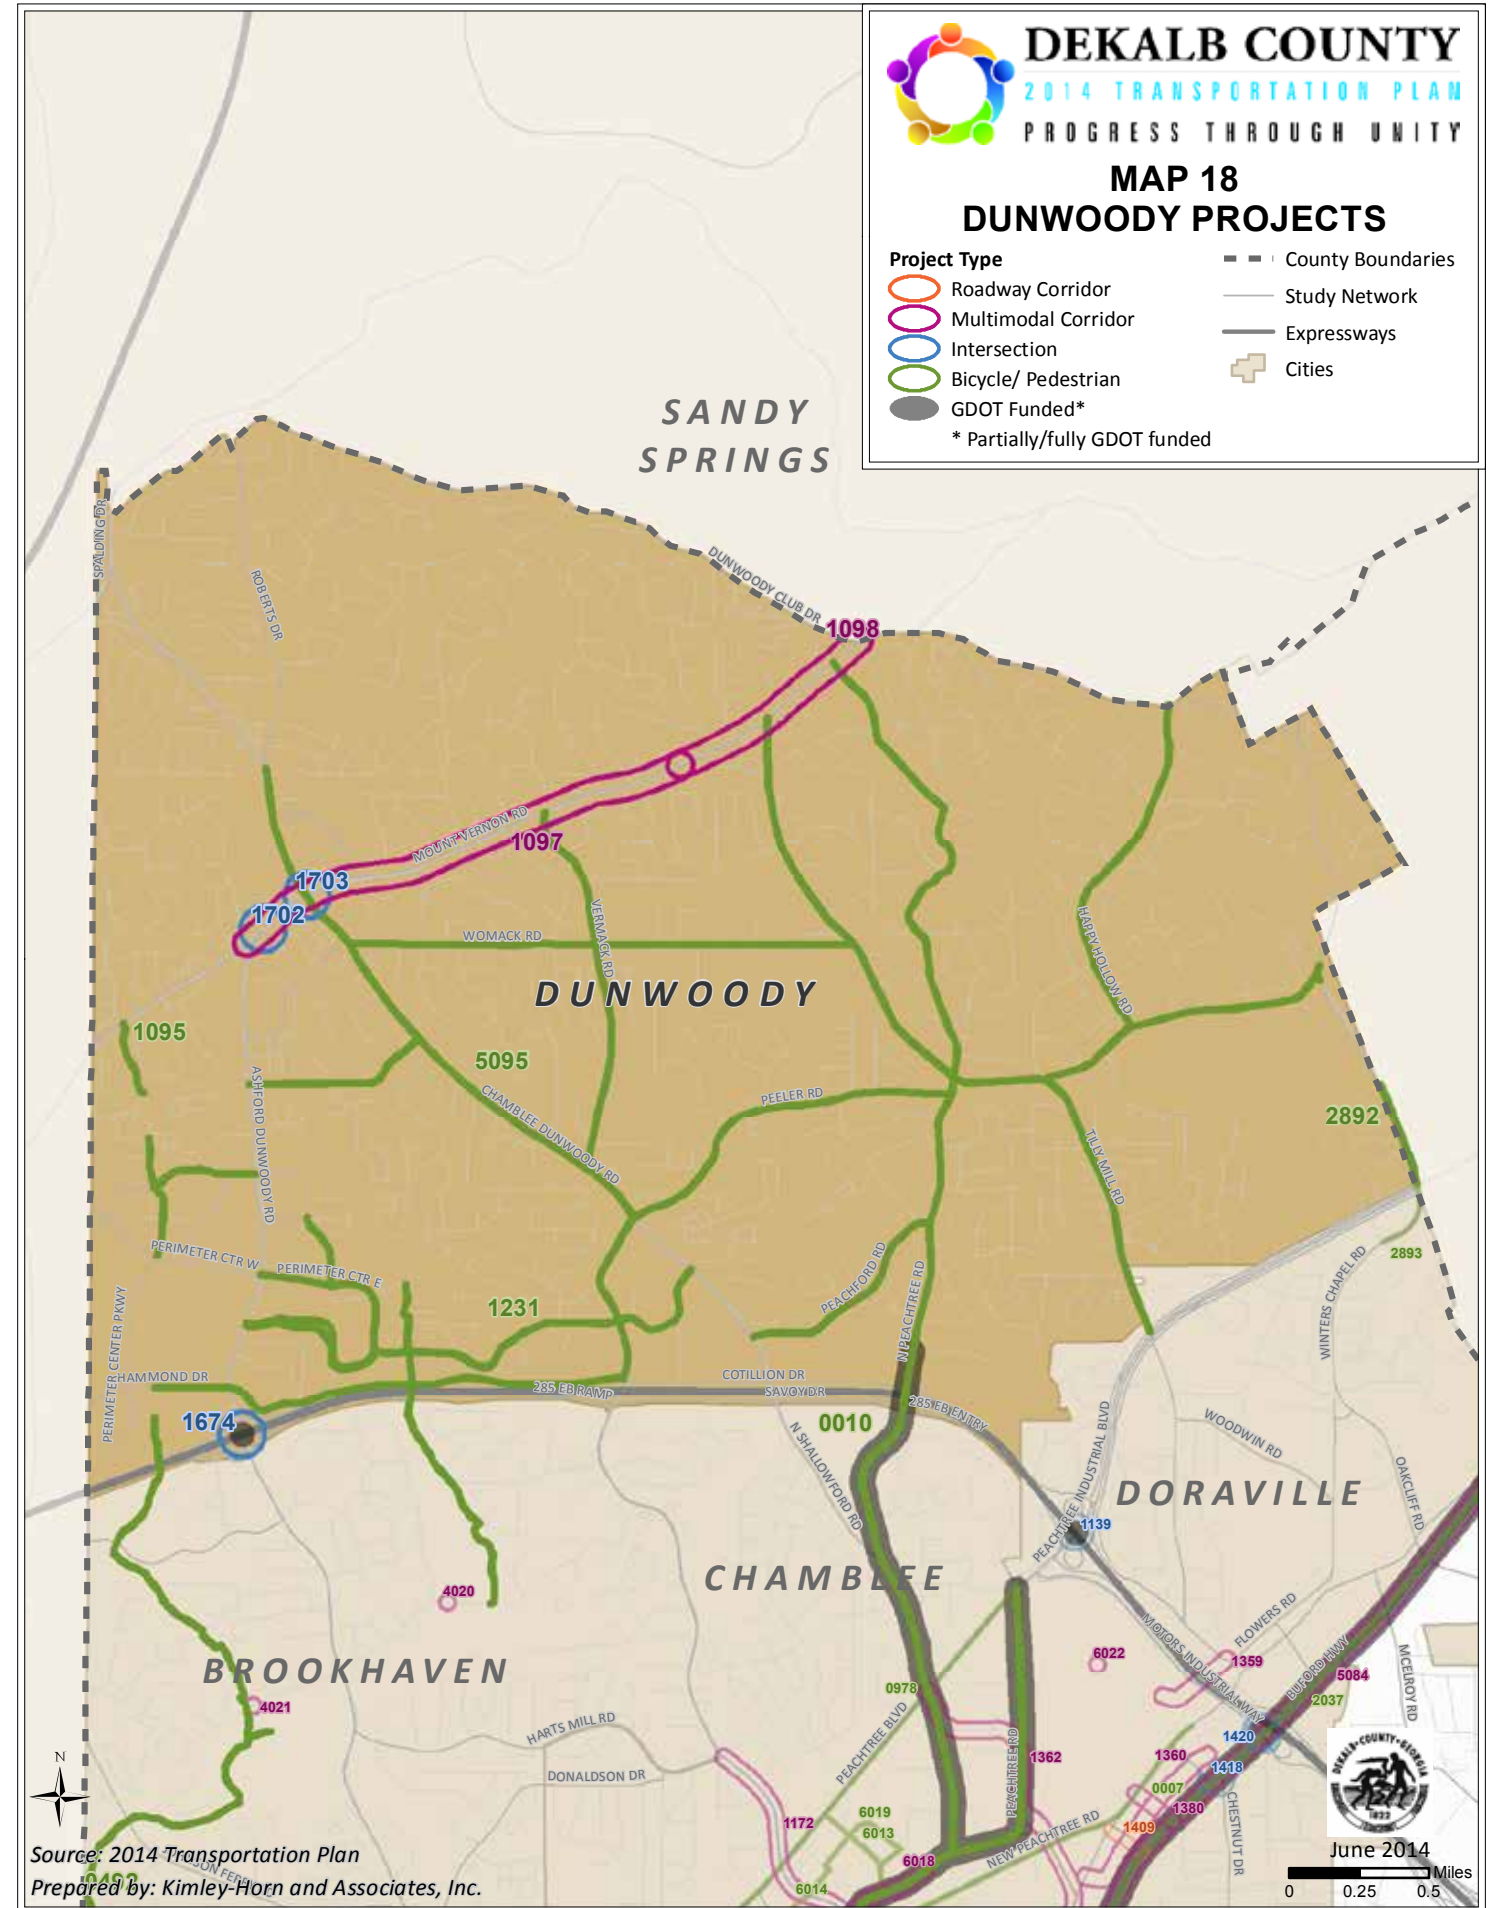 DEKALB COUNTY
2014 TRANSPORTATION PLAN
PROGRESS THROUGH UNITY
MAP 18
DUNWOODY PROJECTS
Project Type
Roadway Corridor
Multimodal Corridor
Intersection
Bicycle/ Pedestrian
GDOT Funded*
* Partially/fully GDOT funded
County Boundaries
Study Network
Expressways
Cities
SANDY
SPRINGS
SPALDING DR
ROBERTS DR
DUNWOODY CLUB DR
1098
MOUNT VERNON RD
1097
1703
1702
WOMACK RD
VERMACK RD
HAPPY HOLLOW RD
DUNWOODY
1095
5095
ASHFORD DUNWOODY RD
CHAMBLEE DUNWOODY RD
PEELER RD
2892
TILLY MILL RD
PERIMETER CTR W
PERIMETER CTR E
1231
PEACHFORD RD
N PEACHTREE RD
WINTERS CHAPEL RD
2893
PERIMETER CENTER PKWY
HAMMOND DR
285 EB RAMP
COTILLION DR
SAVOY DR
285 EB ENTRY
1674
0010
N SHALLOWFORD RD
PEACHTREE INDUSTRIAL BLVD
WOODWIN RD
OAKCLIFF RD
DORAVILLE
1139
CHAMBLEE
4020
BROOKHAVEN
4021
6022
FLOWERS RD
1359
MOTORS INDUSTRIAL WAY
BUFORD HWY
5084
2037
MCELROY RD
0978
HARTS MILL RD
DONALDSON DR
PEACHTREE BLVD
PEACHTREE RD
1362
1420
1360
1418
0007
1380
1409
CHESTNUT DR
1172
6019
6013
6018
6014
NEW PEACHTREE RD
N
DEKALB COUNTY GEORGIA
1822
June 2014
Miles
0 0.25 0.5
Source: 2014 Transportation Plan
Prepared by: Kimley-Horn and Associates, Inc.